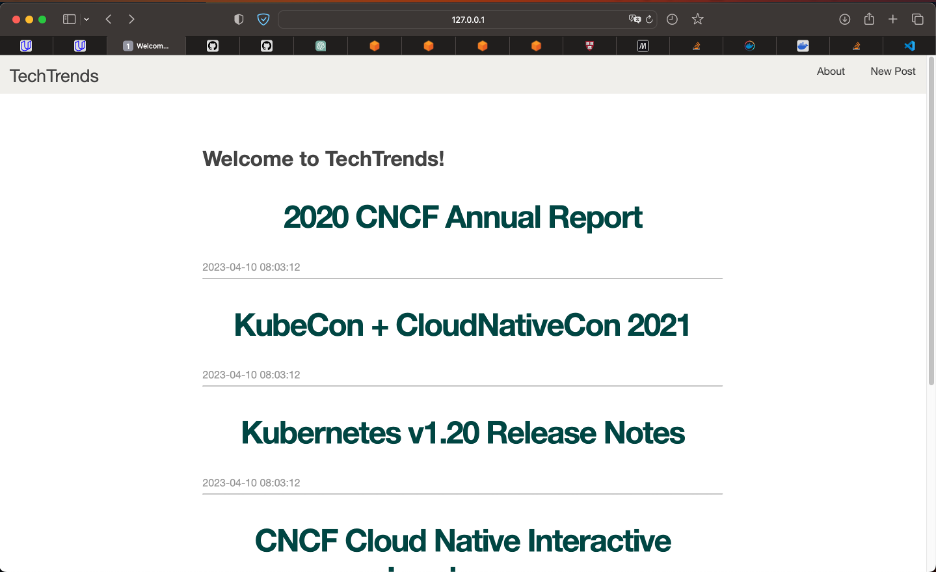 127.0.0.1
1 Welcom...
TechTrends
About
New Post
Welcome to TechTrends!
2020 CNCF Annual Report
2023-04-10 08:03:12
KubeCon + CloudNativeCon 2021
2023-04-10 08:03:12
Kubernetes v1.20 Release Notes
2023-04-10 08:03:12
CNCF Cloud Native Interactive